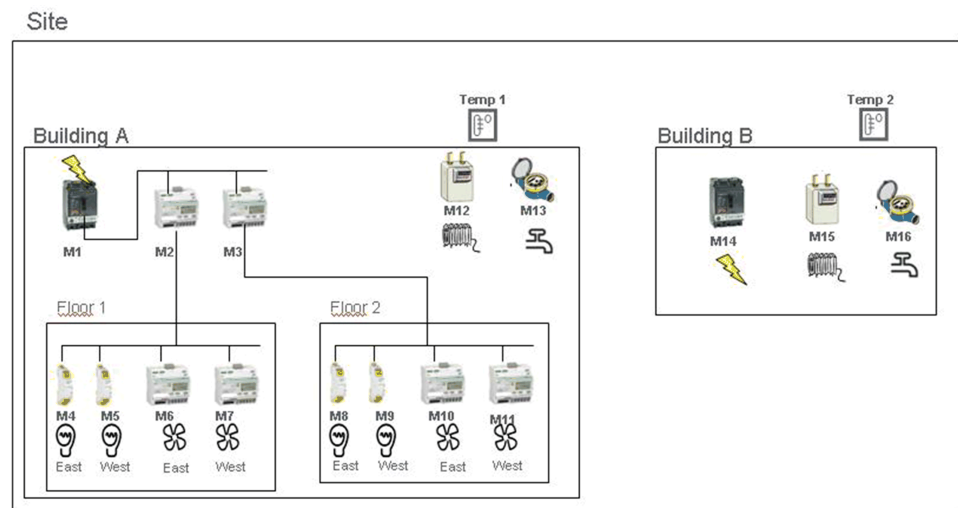 Site
Temp 1
Temp 2
Building A
Building B
M1
M2
M3
M12
M13
M14
M15
M16
Floor 1
Floor 2
M4
M5
M6
M7
M8
M9
M10
M11
East
West
East
West
East
West
East
West